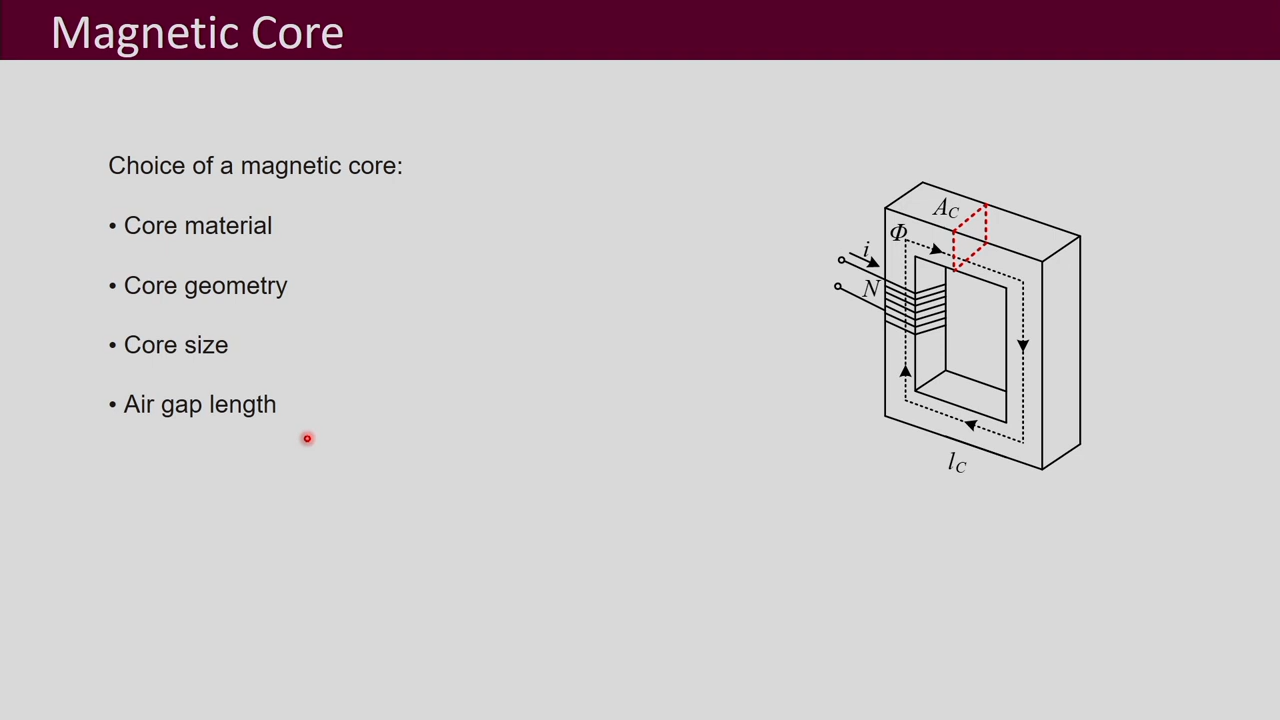 Magnetic Core
Choice of a magnetic core:
• Core material
• Core geometry
• Core size
• Air gap length
A_C
Φ
i
N
l_C